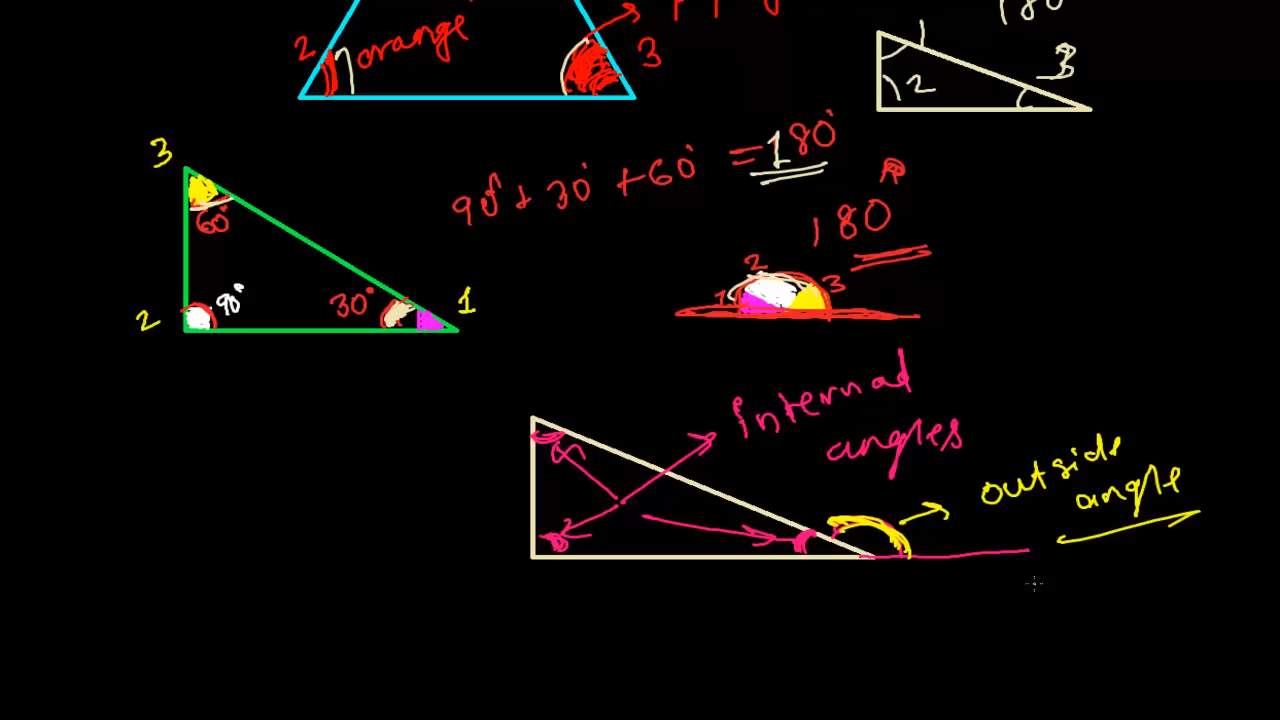 180
2
orange
3
1
2
3
3
60°
2
90°
30°
1
90° + 30° + 60° = 180°
180
1
2
3
internal
angles
outside
angle